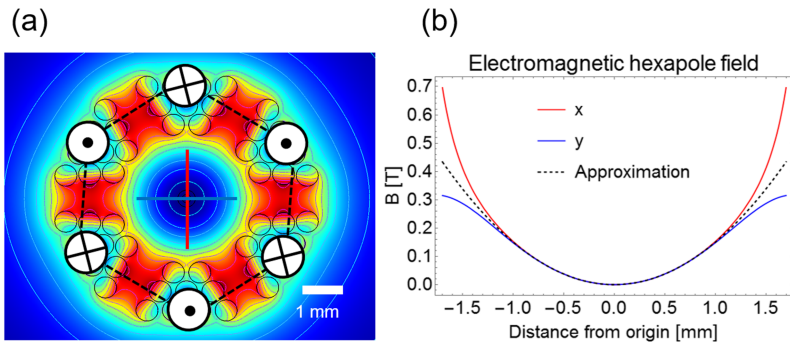 (a)
(b)
1 mm
Electromagnetic hexapole field
0.7
0.6
0.5
0.4
0.3
0.2
0.1
0.0
B [T]
x
y
Approximation
−1.5 −1.0 −0.5 0.0 0.5 1.0 1.5
Distance from origin [mm]